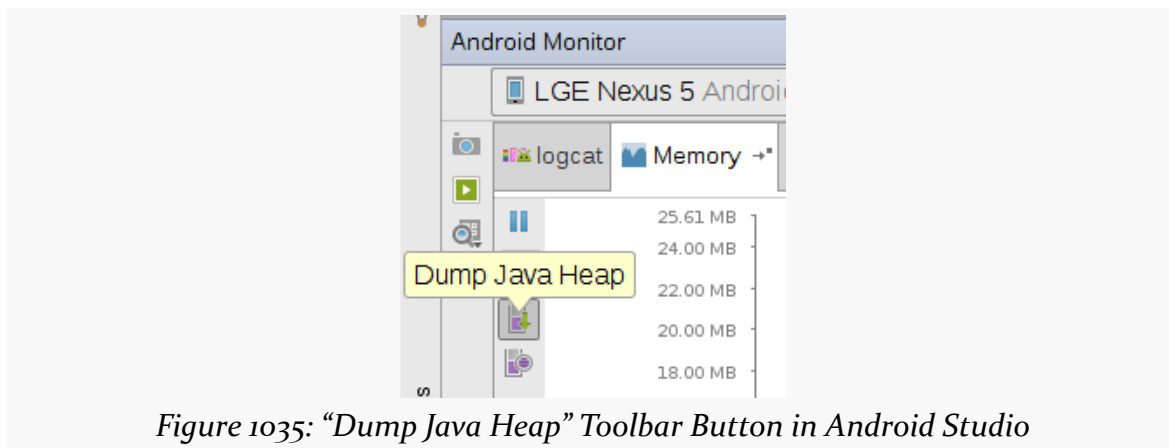 Android Monitor
LGE Nexus 5 Androi
logcat Memory
25.61 MB
24.00 MB
Dump Java Heap
22.00 MB
20.00 MB
18.00 MB
s
Figure 1035: “Dump Java Heap” Toolbar Button in Android Studio